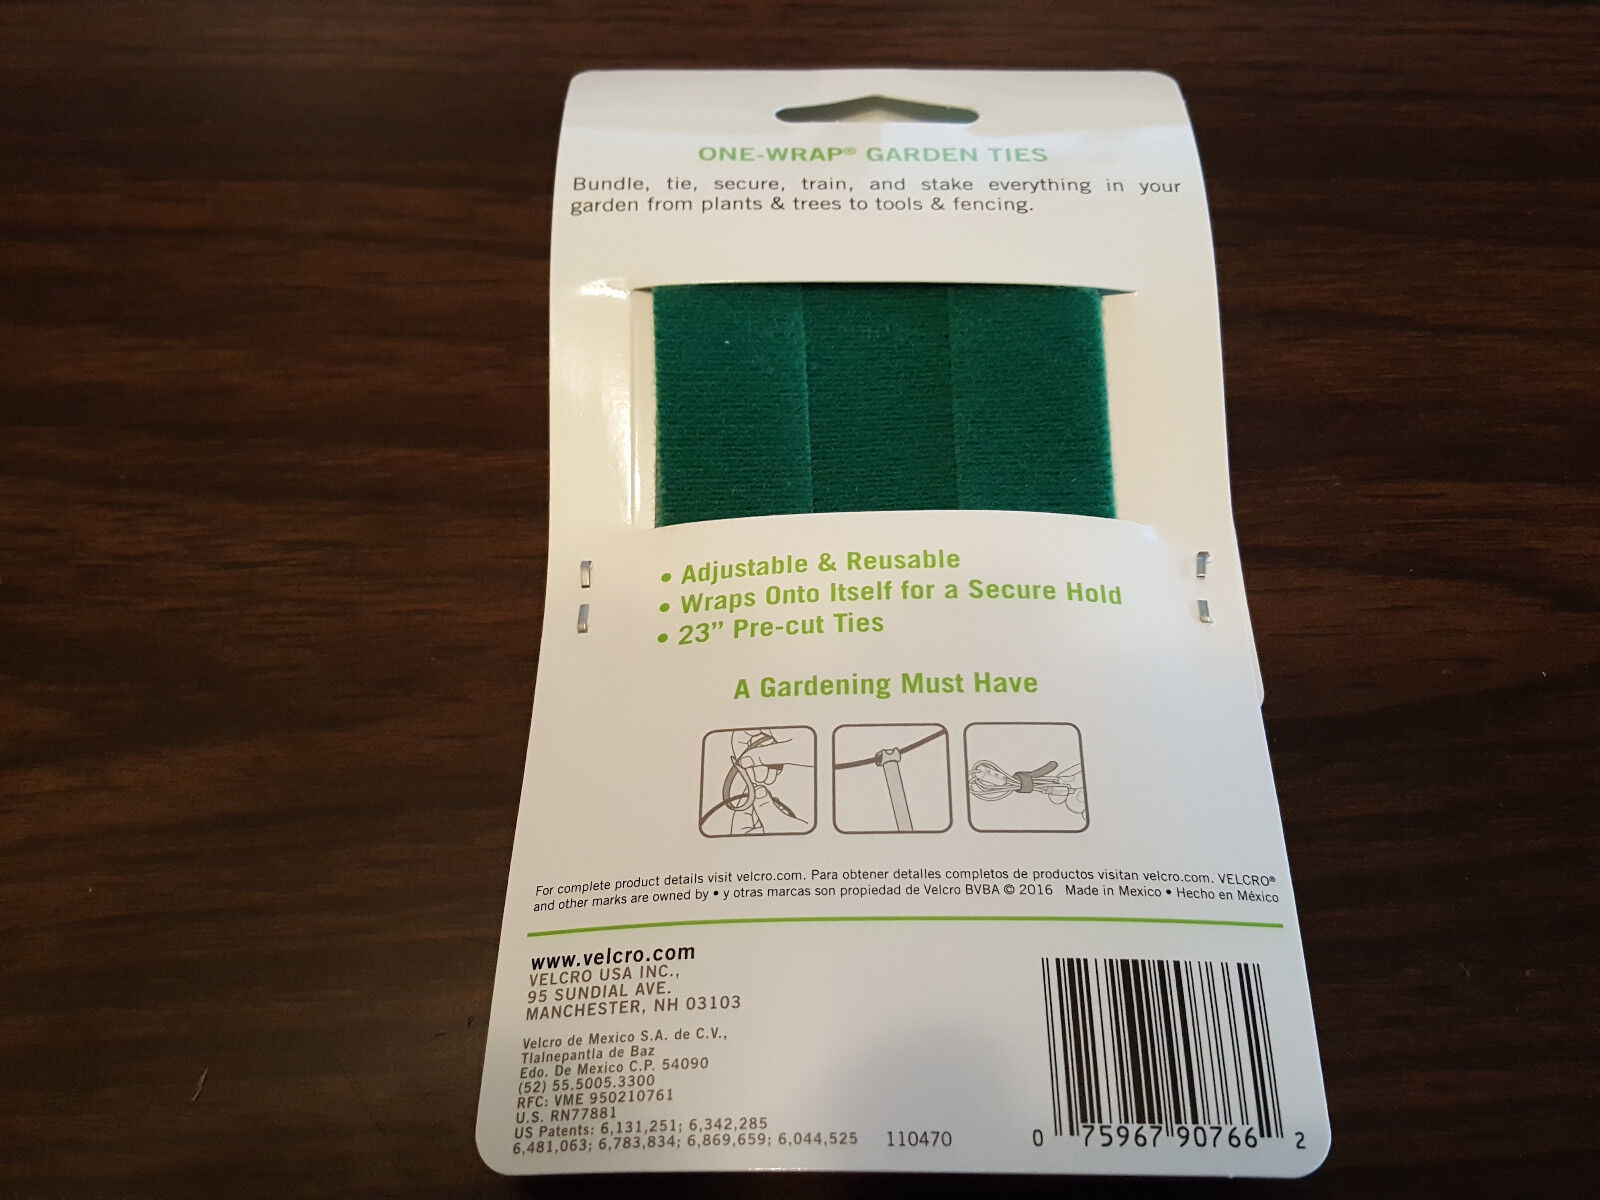 ONE-WRAP® GARDEN TIES
Bundle, tie, secure, train, and stake everything in your
garden from plants & trees to tools & fencing.
• Adjustable & Reusable
• Wraps Onto Itself for a Secure Hold
• 23” Pre-cut Ties
A Gardening Must Have
For complete product details visit velcro.com. Para obtener detalles completos de productos visitan velcro.com. VELCRO®
and other marks are owned by • y otras marcas son propiedad de Velcro BVBA © 2016 Made in Mexico • Hecho en México
www.velcro.com
VELCRO USA INC.,
95 SUNDIAL AVE.
MANCHESTER, NH 03103
Velcro de Mexico S.A. de C.V.,
Tlalnepantla de Baz
Edo. De Mexico C.P. 54090
(52) 55.5005.3300
RFC: VME 950210761
U.S. RN77881
US Patents: 6,131,251; 6,342,285
6,481,063; 6,783,834; 6,869,659; 6,044,525 110470
0 75967 90766 2